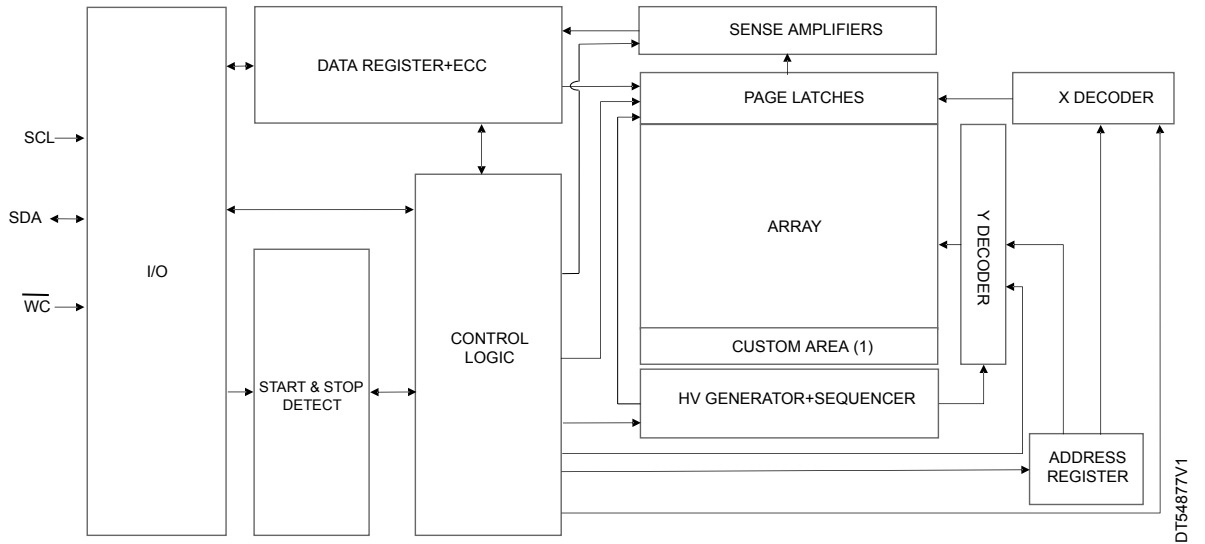 SENSE AMPLIFIERS
DATA REGISTER+ECC
PAGE LATCHES
X DECODER
SCL
SDA
I/O
WC
ARRAY
Y DECODER
CONTROL
LOGIC
CUSTOM AREA (1)
START & STOP
DETECT
HV GENERATOR+SEQUENCER
ADDRESS
REGISTER
DT54877V1